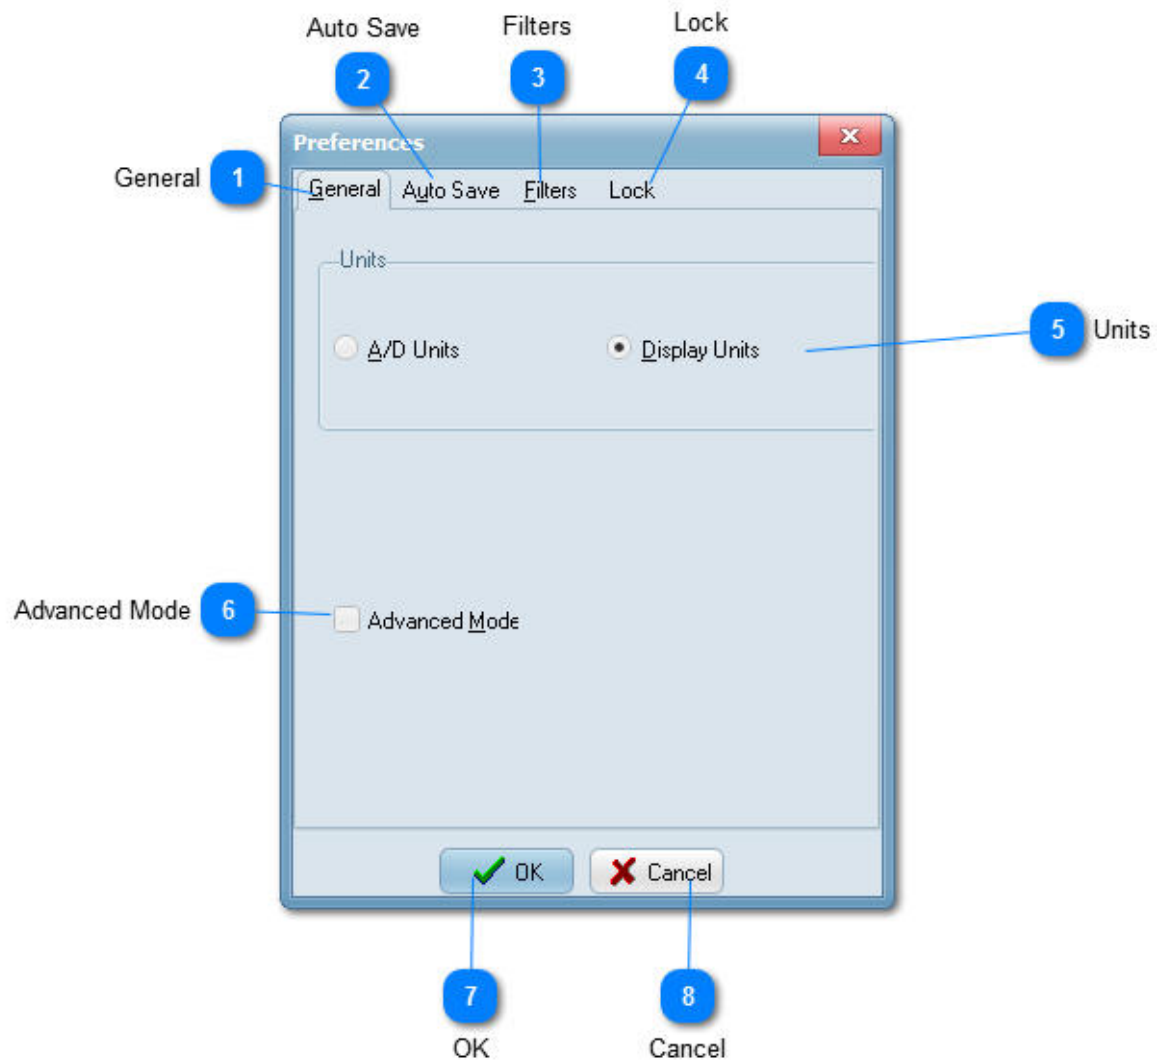 Auto Save Filters Lock
2 3 4
Preferences
General 1
General Auto Save Filters Lock
Units
A/D Units Display Units
5 Units
Advanced Mode 6
Advanced Mode
OK Cancel
7 8
OK Cancel